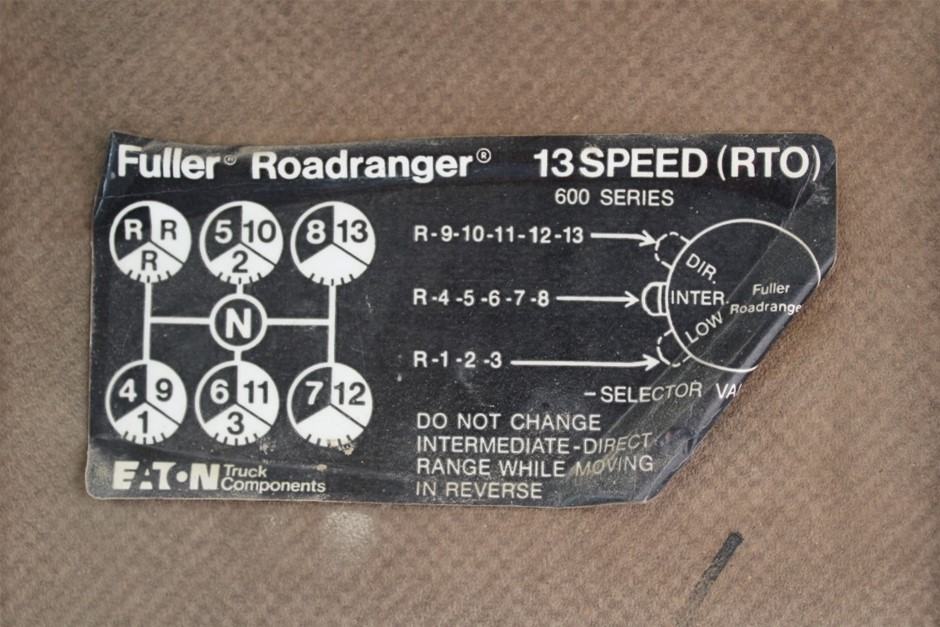 Fuller® Roadranger® 13 SPEED (RTO)
600 SERIES
R R R
5 10 2
8 13
N
4 9 1
6 11 3
7 12
R-9-10-11-12-13
R-4-5-6-7-8
R-1-2-3
DIR.
INTER.
LOW
Fuller
Roadranger
-SELECTOR
DO NOT CHANGE
INTERMEDIATE-DIRECT
RANGE WHILE MOVING
IN REVERSE
EATON Truck
Components